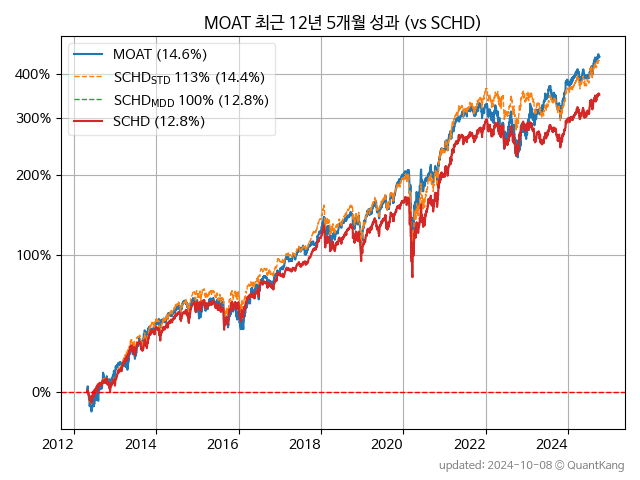 MOAT 최근 12년 5개월 성과 (vs SCHD)
MOAT (14.6%)
SCHD_STD 113% (14.4%)
SCHD_MDD 100% (12.8%)
SCHD (12.8%)
400%
300%
200%
100%
0%
2012 2014 2016 2018 2020 2022 2024
updated: 2024-10-08 © QuantKang